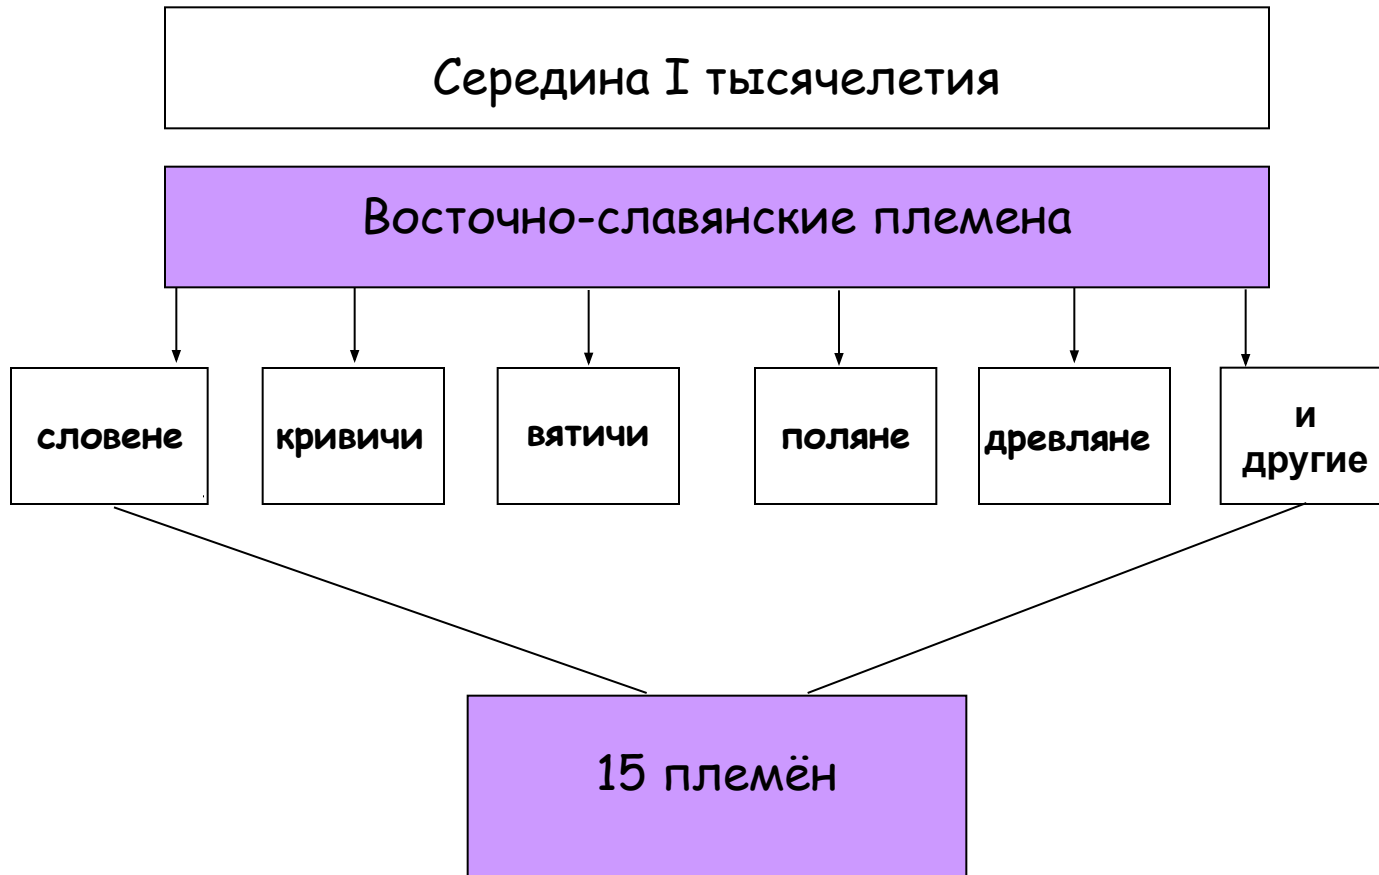 Середина I тысячелетия
Восточно-славянские племена
словене
кривичи
вятичи
поляне
древляне
и
другие
15 племён